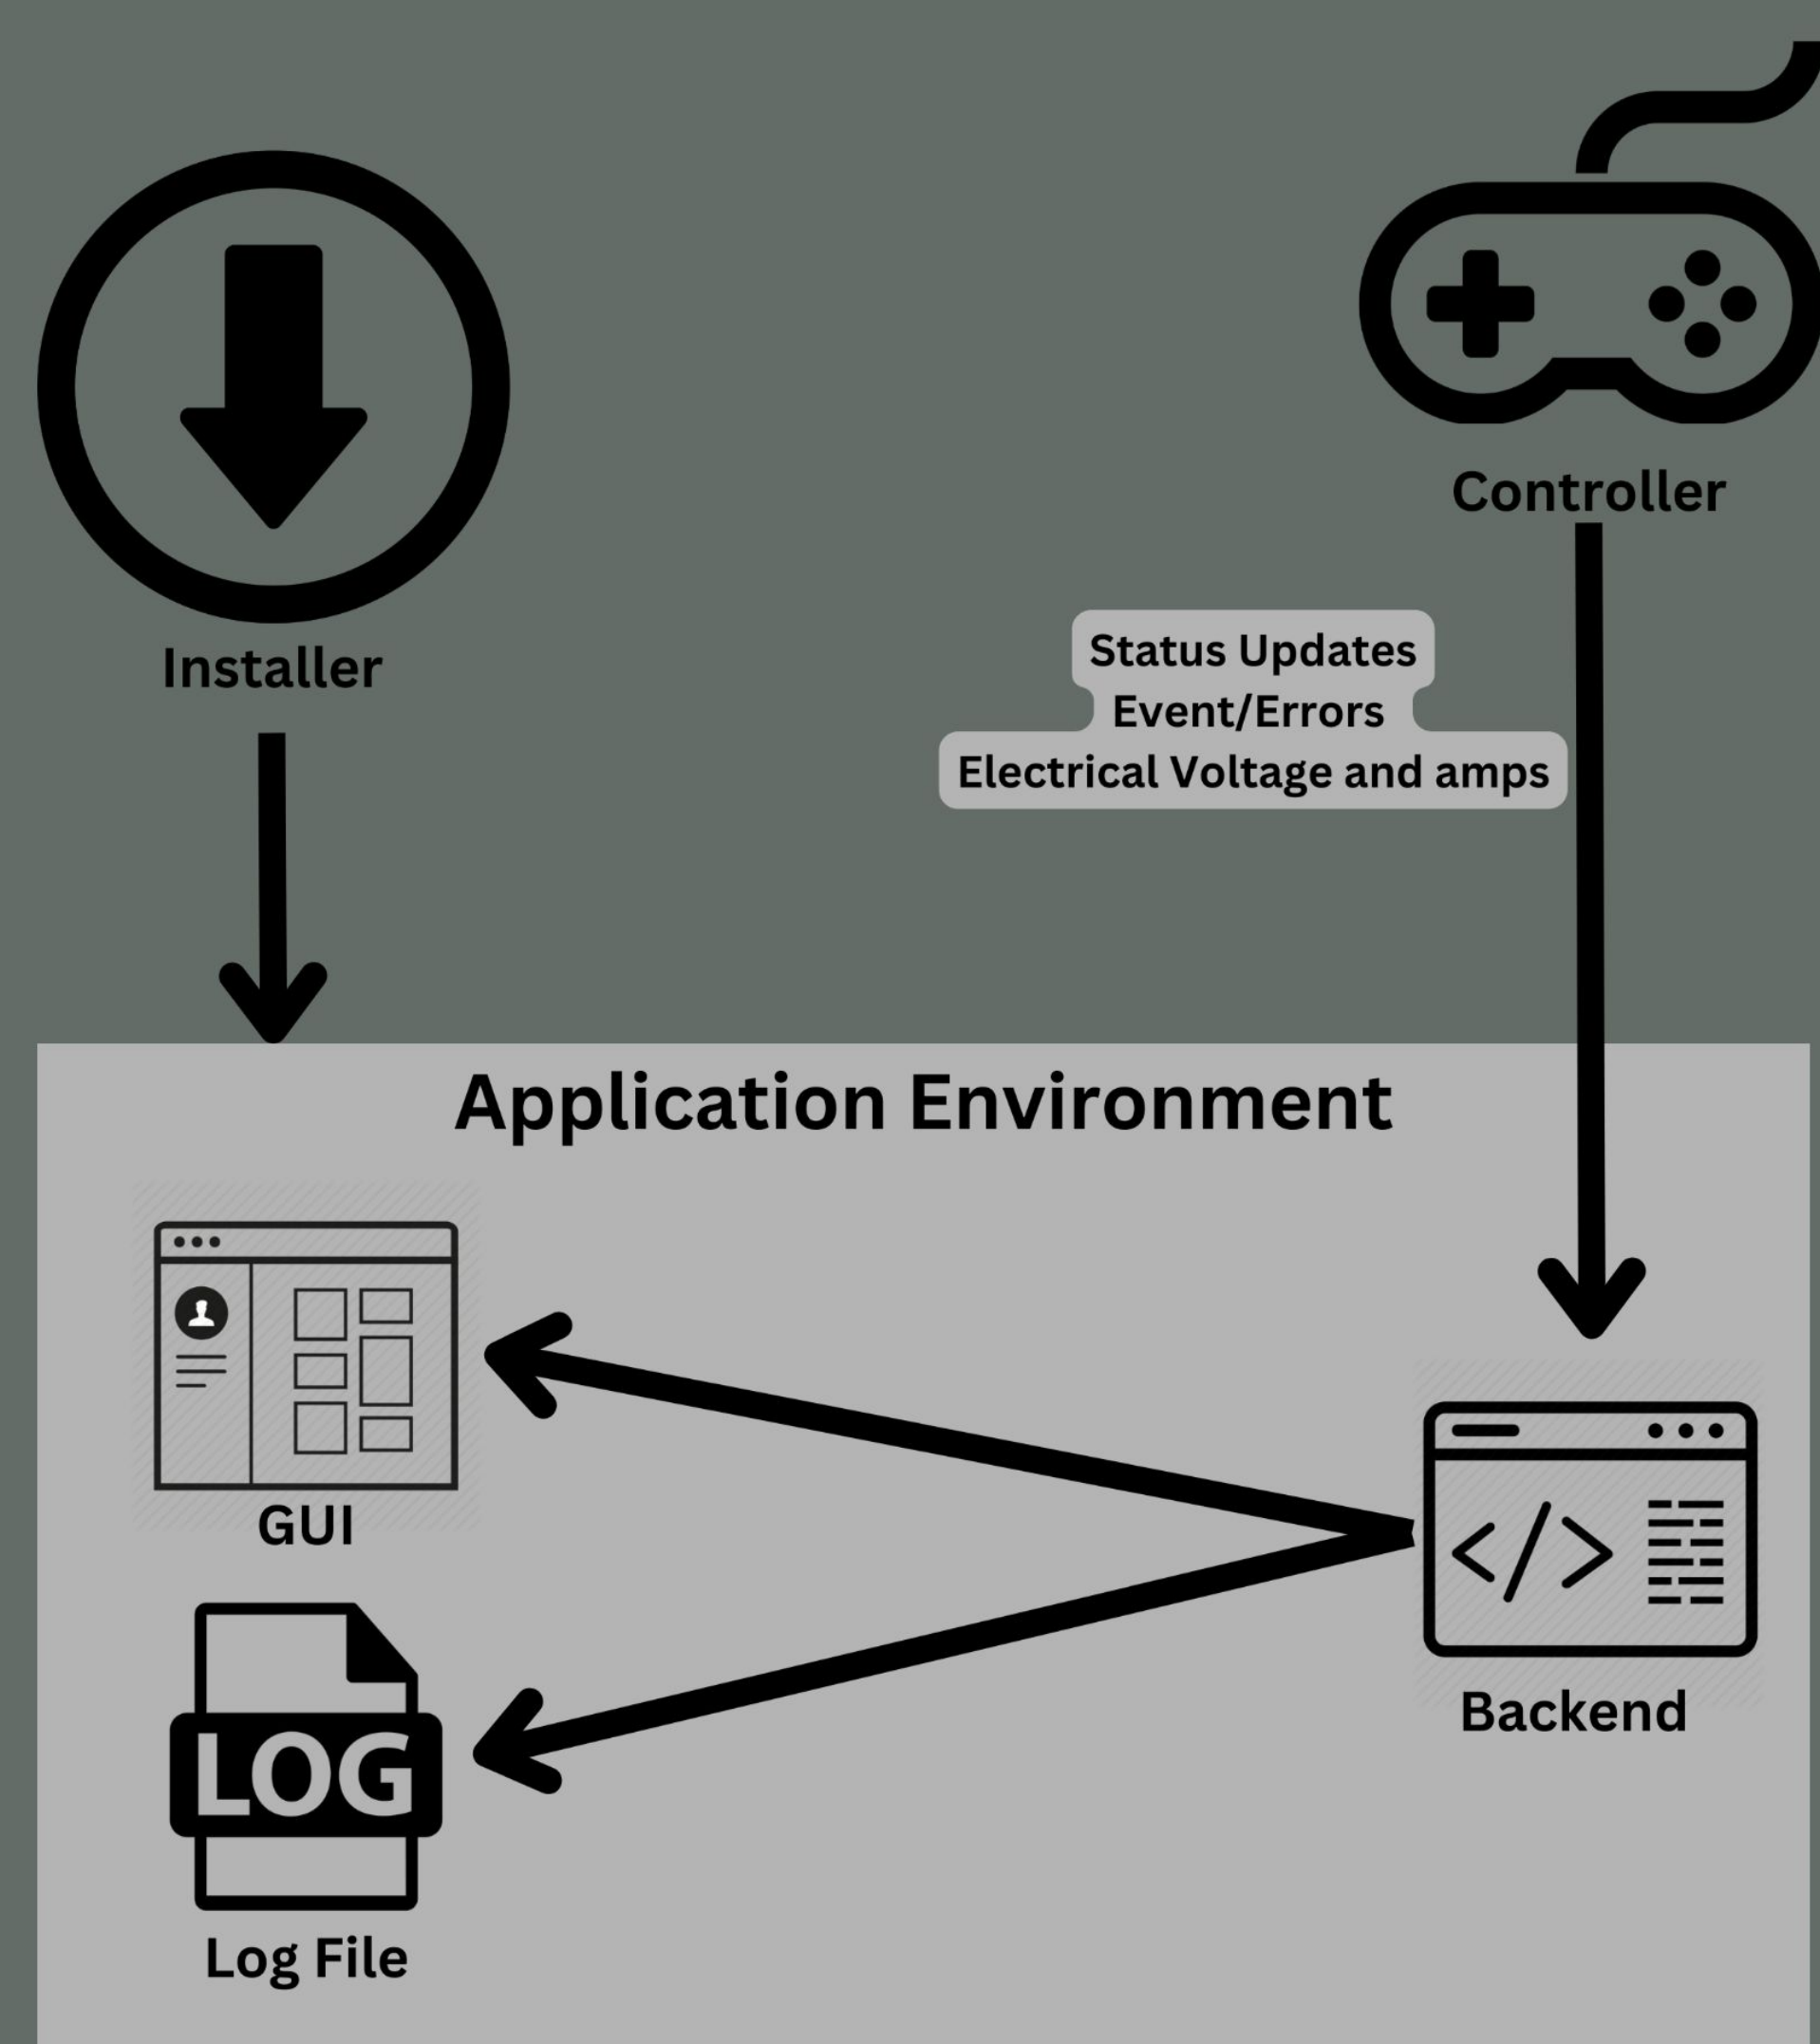 Controller
Installer
Status Updates
Event/Errors
Electrical Voltage and amps
Application Environment
GUI
</>
Backend
LOG
Log File